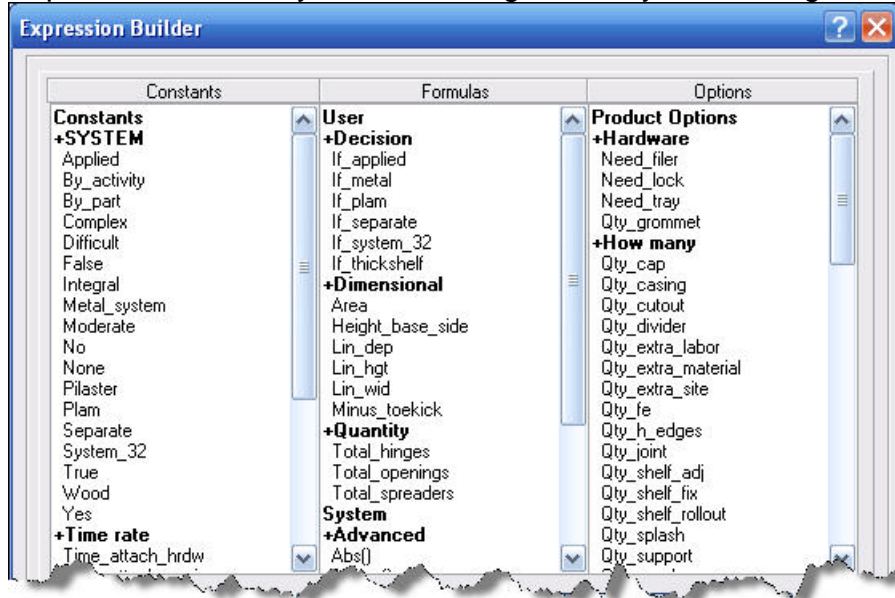 Expression Builder
Constants
Formulas
Options
Constants
+SYSTEM
Applied
By_activity
By_part
Complex
Difficult
False
Integral
Metal_system
Moderate
No
None
Pilaster
Plam
Separate
System_32
True
Wood
Yes
+Time rate
Time_attach_hrdw
User
+Decision
If_applied
If_metal
If_plam
If_separate
If_system_32
If_thickshelf
+Dimensional
Area
Height_base_side
Lin_dep
Lin_hgt
Lin_wid
Minus_toekick
+Quantity
Total_hinges
Total_openings
Total_spreaders
System
+Advanced
Abs()
Product Options
+Hardware
Need_filer
Need_lock
Need_tray
Qty_grommet
+How many
Qty_cap
Qty_casing
Qty_cutout
Qty_divider
Qty_extra_labor
Qty_extra_material
Qty_extra_site
Qty_fe
Qty_h_edges
Qty_joint
Qty_shelf_adj
Qty_shelf_fix
Qty_shelf_rollout
Qty_splash
Qty_support